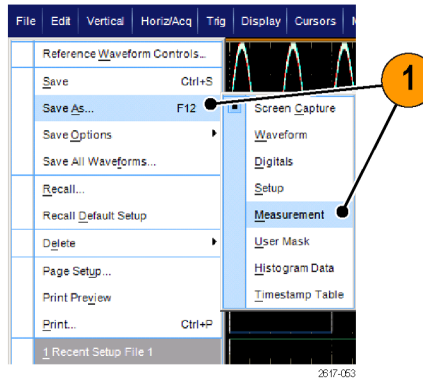 File Edit Vertical Horiz/Acq Trig Display Cursors
Reference Waveform Controls...
Save Ctrl+S
Save As... F12
Save Options
Save All Waveforms...
Recall...
Recall Default Setup
Delete
Page Setup...
Print Preview
Print... Ctrl+P
1 Recent Setup File 1
Screen Capture
Waveform
Digitals
Setup
Measurement
User Mask
Histogram Data
Timestamp Table
1
2617-053